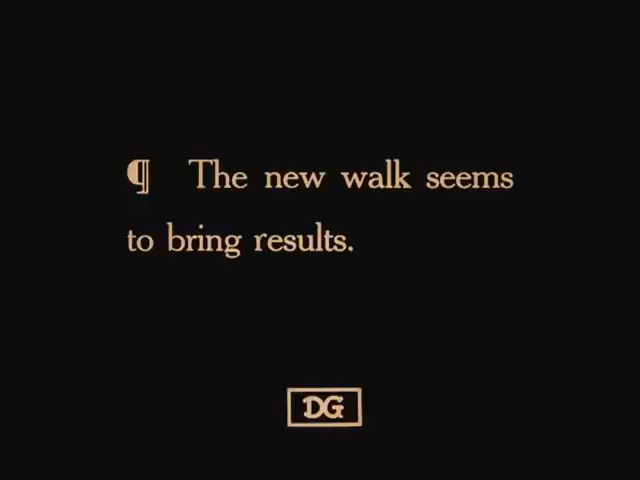 ¶ The new walk seems
to bring results.
DG